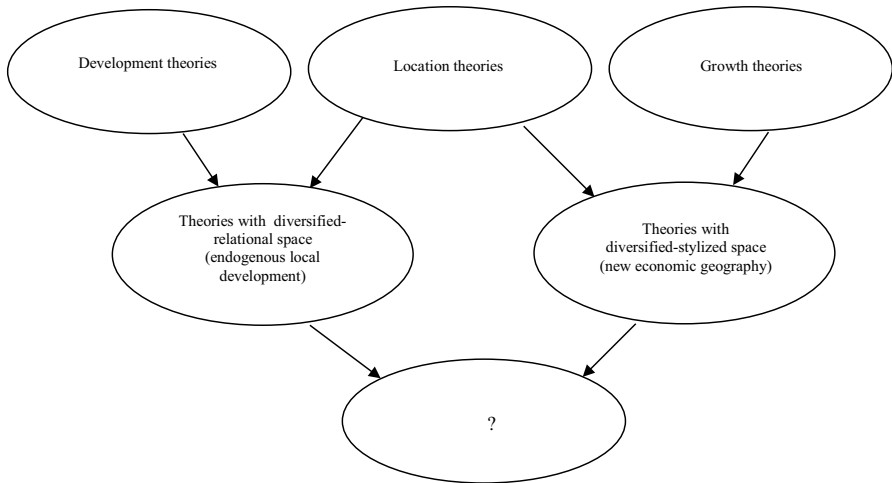 Development theories
Location theories
Growth theories
Theories with diversified-
relational space
(endogenous local
development)
Theories with
diversified-stylized space
(new economic geography)
?